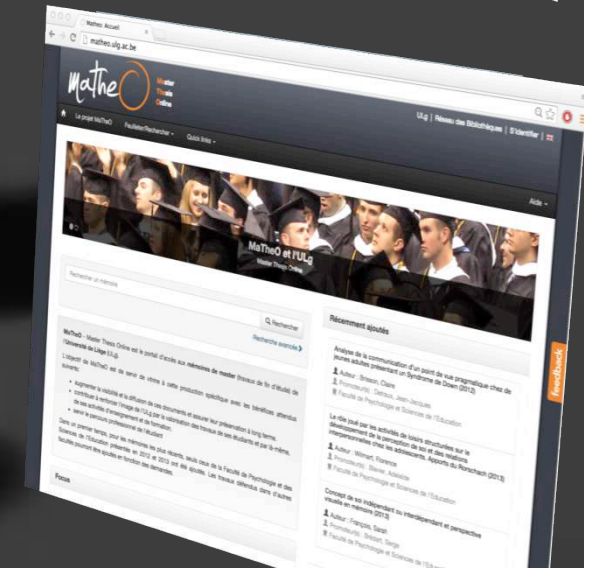 Matheo: Accueil
matheo.ulg.ac.be
MatheO
Master
Thesis
Online
ULg | Réseau des Bibliothèques | S'identifier |
Le projet MaTheO Feuilleter/Rechercher Quick links
Aide
MaTheO et l'ULg
Master Thesis Online
Rechercher un mémoire
Rechercher
Recherche avancée
MaTheO - Master Thesis Online est le portail d'accès aux mémoires de master (travaux de fin d'étude) de
l'Université de Liège (ULg).
L'objectif de MaTheO est de servir de vitrine à cette production spécifique avec les bénéfices attendus
suivants:
augmenter la visibilité et la diffusion de ces documents et assurer leur préservation à long terme.
contribuer à renforcer l'image de l'ULg par la valorisation des travaux de ses étudiants et par là-même,
de ses activités d'enseignement et de formation.
servir le parcours professionnel de l'étudiant
Dans un premier temps, pour les mémoires les plus récents, seuls ceux de la Faculté de Psychologie et des
Sciences de l'Éducation présentés en 2012 et 2013 ont été ajoutés. Les travaux défendus dans d'autres
facultés pourront être ajoutés en fonction des demandes.
Focus
Récemment ajoutés
Analyse de la communication d'un point de vue pragmatique chez de
jeunes adultes présentant un Syndrome de Down (2012)
Auteur : Brisson, Claire
Promoteur(s) : Detraux, Jean-Jacques
Faculté de Psychologie et Sciences de l'Éducation
Le rôle joué par les activités de loisirs structurées sur le
développement de la perception de soi et des relations
interpersonnelles chez les adolescents. Apports du Rorschach (2013)
Auteur : Wilmart, Florence
Promoteur(s) : Blavier, Adelaïde
Faculté de Psychologie et Sciences de l'Éducation
Concept de soi indépendant ou interdépendant et perspective
visuelle en mémoire (2013)
Auteur : François, Sarah
Promoteur(s) : Brédart, Serge
Faculté de Psychologie et Sciences de l'Éducation
feedback